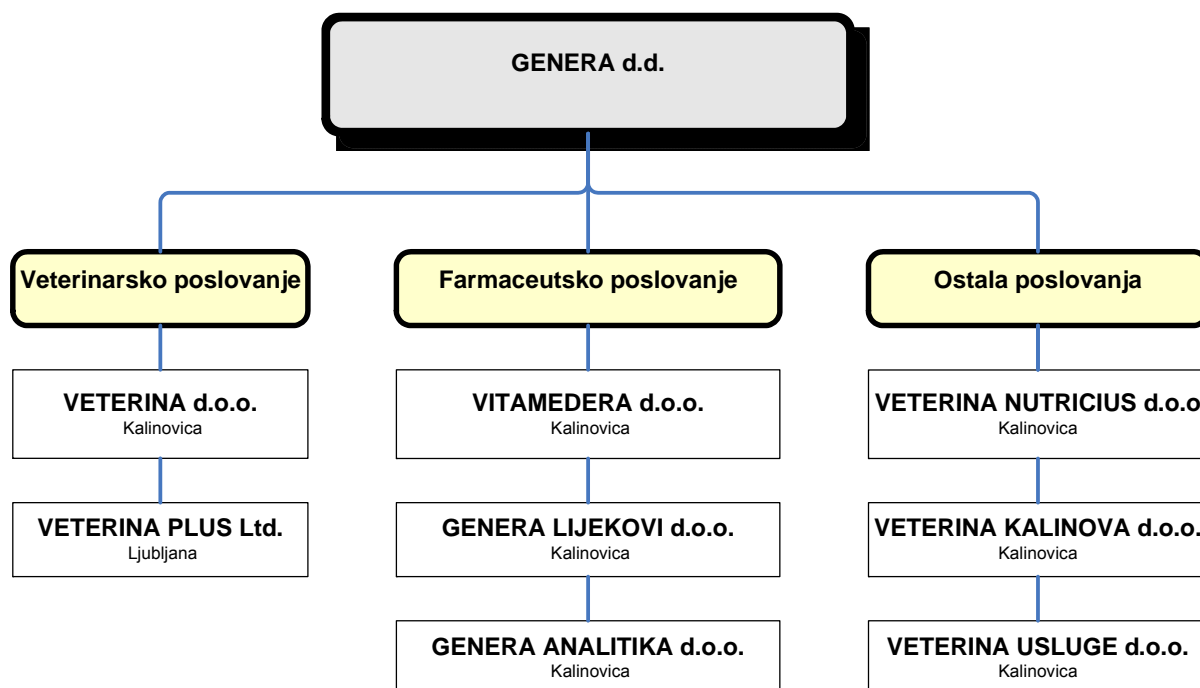 GENERA d.d.
Veterinarsko poslovanje
Farmaceutsko poslovanje
Ostala poslovanja
VETERINA d.o.o.
Kalinovica
VITAMEDERA d.o.o.
Kalinovica
VETERINA NUTRICIUS d.o.o
Kalinovica
VETERINA PLUS Ltd.
Ljubljana
GENERA LIJEKOVI d.o.o.
Kalinovica
VETERINA KALINOVA d.o.o.
Kalinovica
GENERA ANALITIKA d.o.o.
Kalinovica
VETERINA USLUGE d.o.o.
Kalinovica